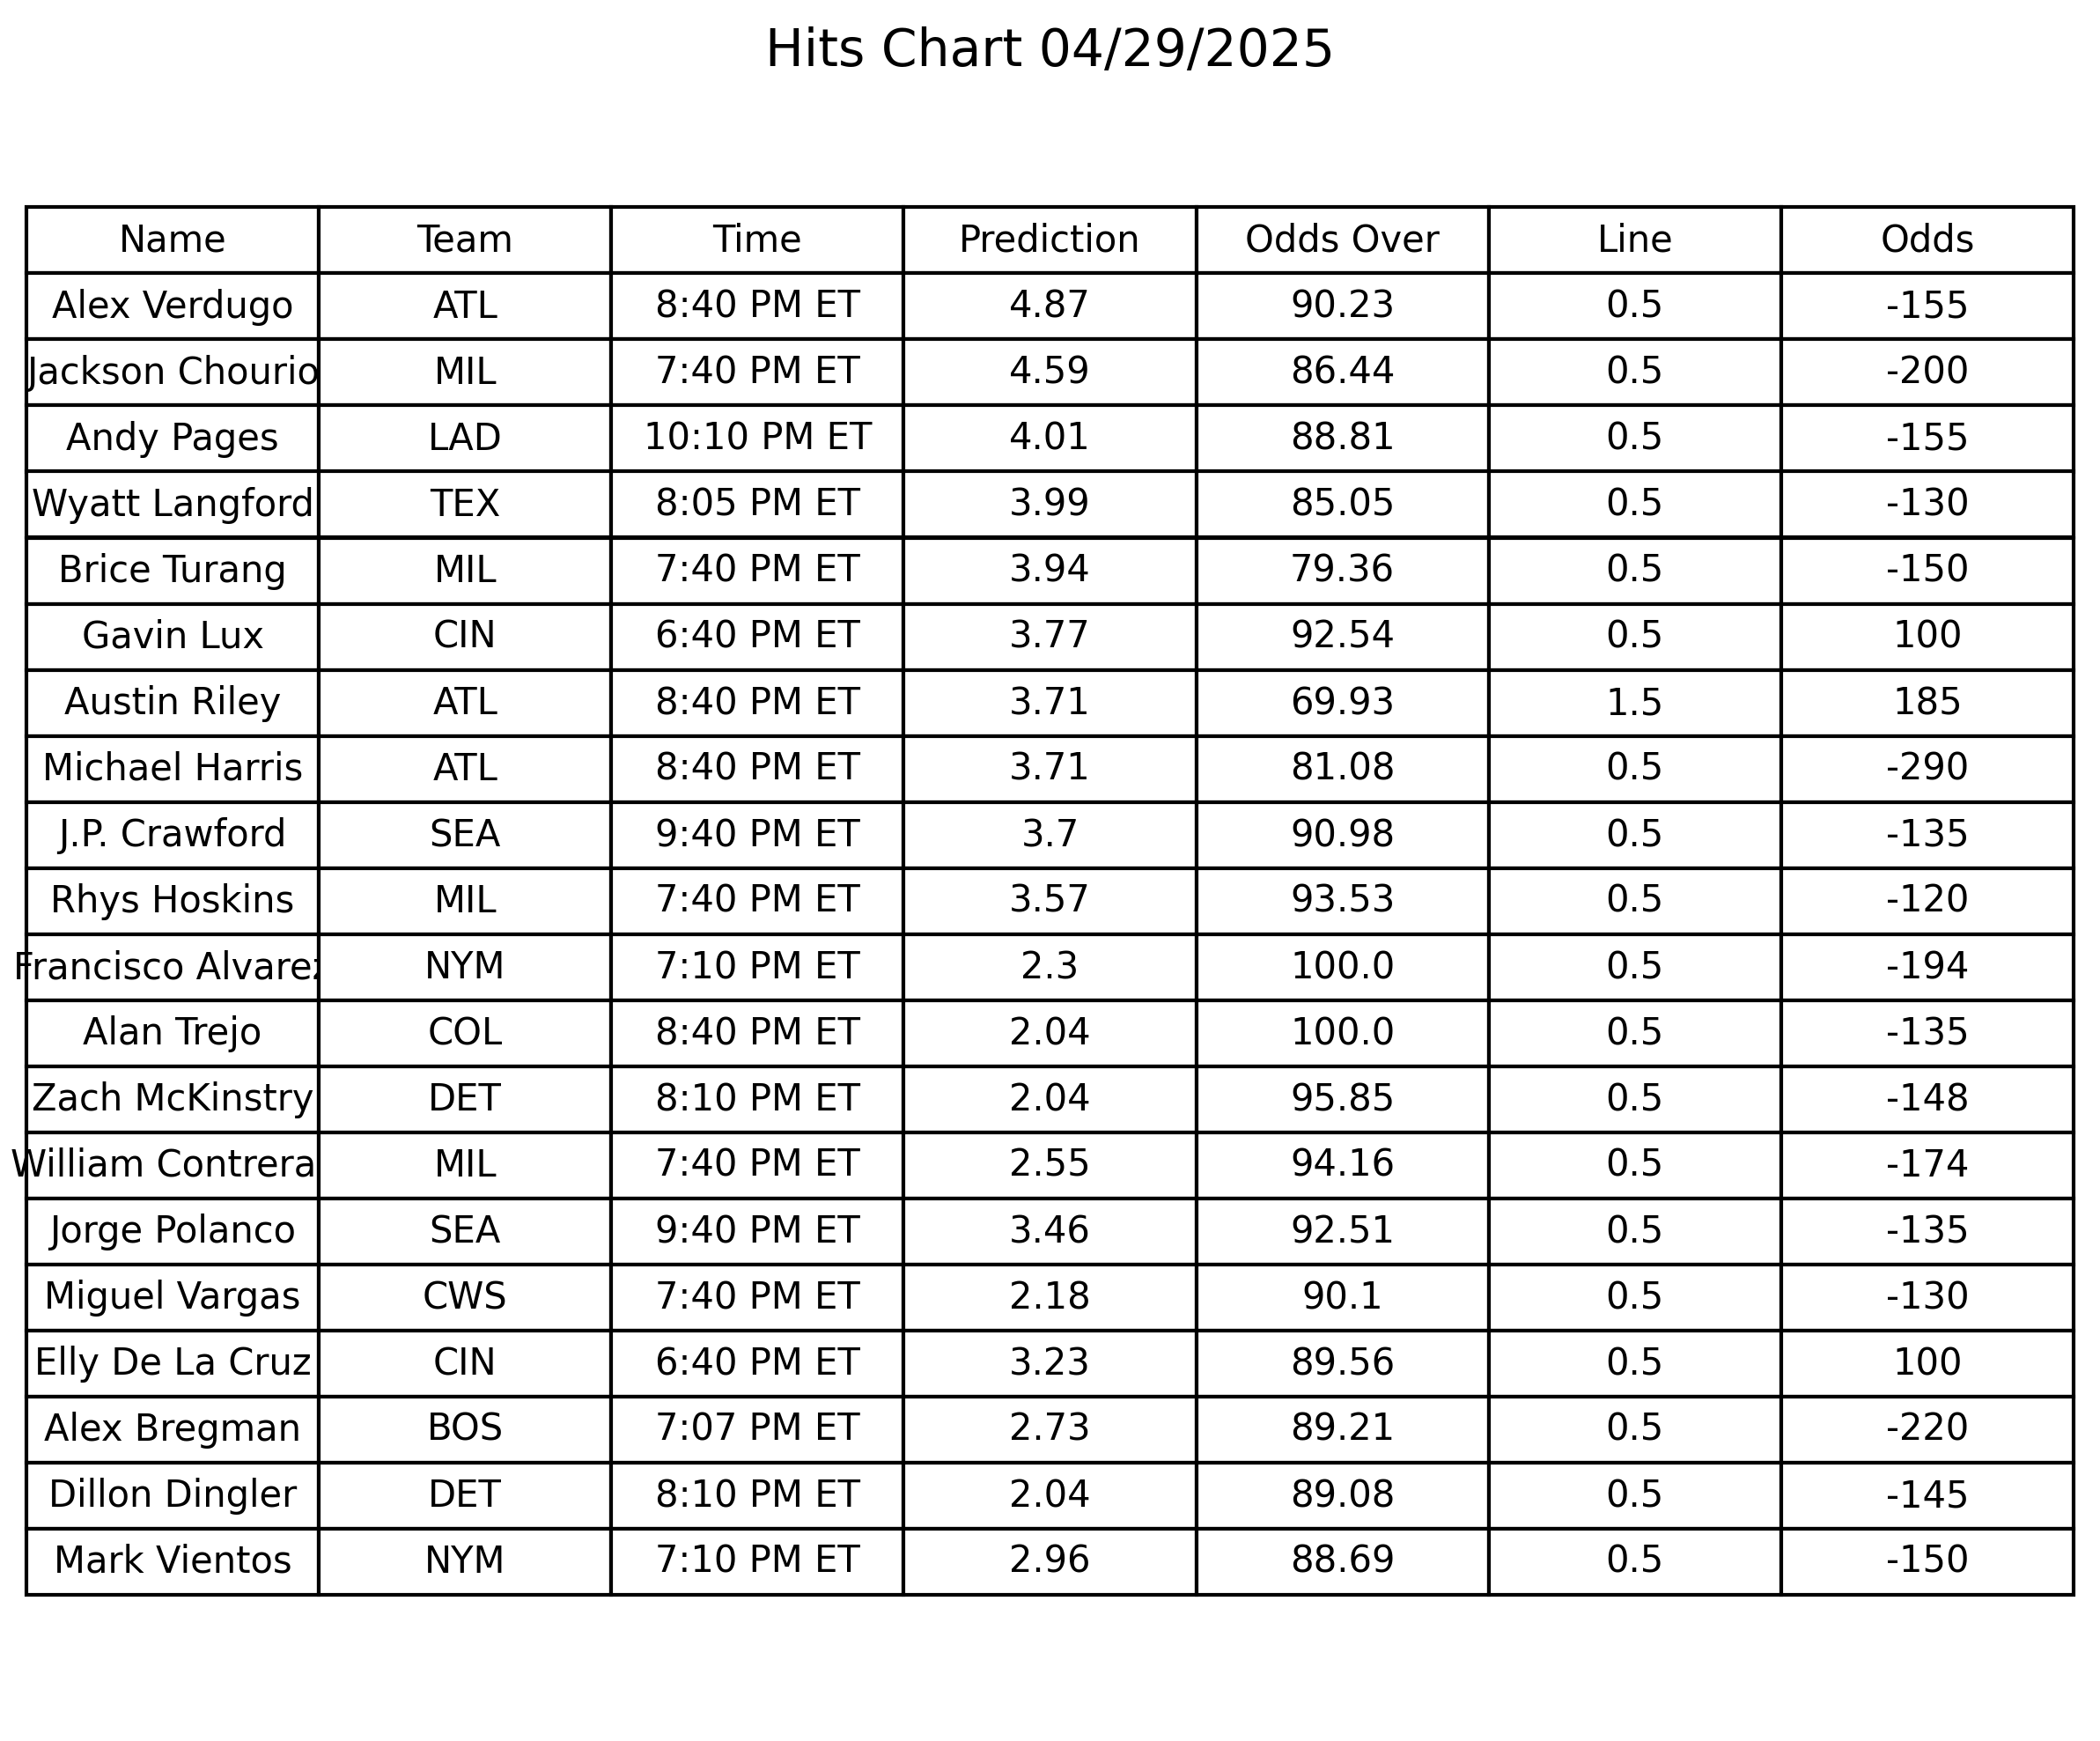 Hits Chart 04/29/2025
Name Team Time Prediction Odds Over Line Odds
Alex Verdugo ATL 8:40 PM ET 4.87 90.23 0.5 -155
Jackson Chourio MIL 7:40 PM ET 4.59 86.44 0.5 -200
Andy Pages LAD 10:10 PM ET 4.01 88.81 0.5 -155
Wyatt Langford TEX 8:05 PM ET 3.99 85.05 0.5 -130
Brice Turang MIL 7:40 PM ET 3.94 79.36 0.5 -150
Gavin Lux CIN 6:40 PM ET 3.77 92.54 0.5 100
Austin Riley ATL 8:40 PM ET 3.71 69.93 1.5 185
Michael Harris ATL 8:40 PM ET 3.71 81.08 0.5 -290
J.P. Crawford SEA 9:40 PM ET 3.7 90.98 0.5 -135
Rhys Hoskins MIL 7:40 PM ET 3.57 93.53 0.5 -120
Francisco Alvarez NYM 7:10 PM ET 2.3 100.0 0.5 -194
Alan Trejo COL 8:40 PM ET 2.04 100.0 0.5 -135
Zach McKinstry DET 8:10 PM ET 2.04 95.85 0.5 -148
William Contrera MIL 7:40 PM ET 2.55 94.16 0.5 -174
Jorge Polanco SEA 9:40 PM ET 3.46 92.51 0.5 -135
Miguel Vargas CWS 7:40 PM ET 2.18 90.1 0.5 -130
Elly De La Cruz CIN 6:40 PM ET 3.23 89.56 0.5 100
Alex Bregman BOS 7:07 PM ET 2.73 89.21 0.5 -220
Dillon Dingler DET 8:10 PM ET 2.04 89.08 0.5 -145
Mark Vientos NYM 7:10 PM ET 2.96 88.69 0.5 -150